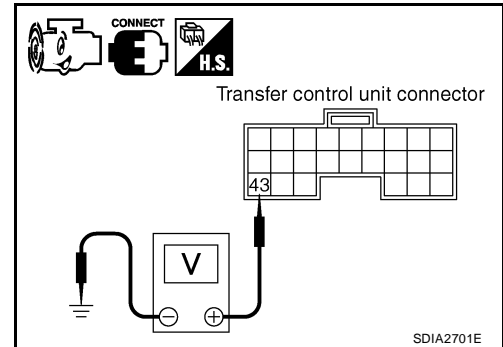 CONNECT
H.S.
Transfer control unit connector
43
V
− +
SDIA2701E